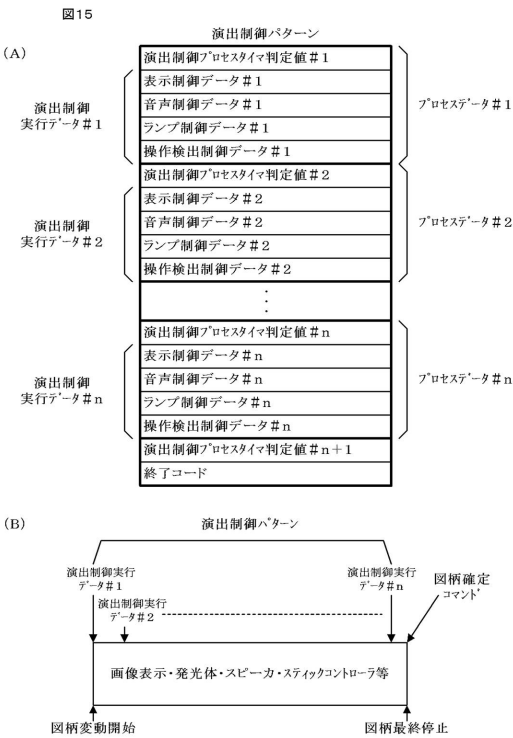 図15
演出制御パターン
(A)
演出制御プロセスタイマ判定値#1
表示制御データ#1
音声制御データ#1
ランプ制御データ#1
操作検出制御データ#1
演出制御
実行データ#1
プロセスデータ#1
演出制御プロセスタイマ判定値#2
表示制御データ#2
音声制御データ#2
ランプ制御データ#2
操作検出制御データ#2
演出制御
実行データ#2
プロセスデータ#2
・・・
演出制御プロセスタイマ判定値#n
表示制御データ#n
音声制御データ#n
ランプ制御データ#n
操作検出制御データ#n
演出制御
実行データ#n
プロセスデータ#n
演出制御プロセスタイマ判定値#n+1
終了コード
(B)
演出制御パターン
演出制御実行
データ#1
演出制御実行
データ#2
演出制御実行
データ#n
図柄確定
コマンド
画像表示・発光体・スピーカ・スティックコントローラ等
図柄変動開始
図柄最終停止